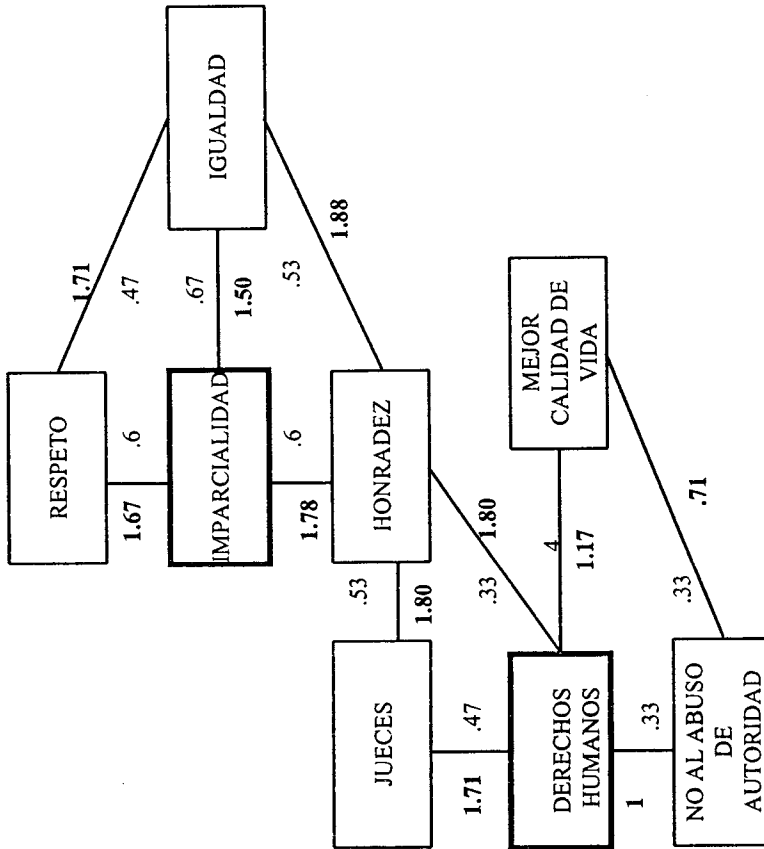 RESPETO
1.67
.6
1.71
.47
IGUALDAD
IMPARCIALIDAD
.67
1.50
1.78
.6
.53
1.88
HONRADEZ
JUECES
.53
1.80
1.71
.47
.33
1.80
DERECHOS
HUMANOS
4
1.17
MEJOR
CALIDAD DE
VIDA
1
.33
.33
.71
NO AL ABUSO
DE
AUTORIDAD